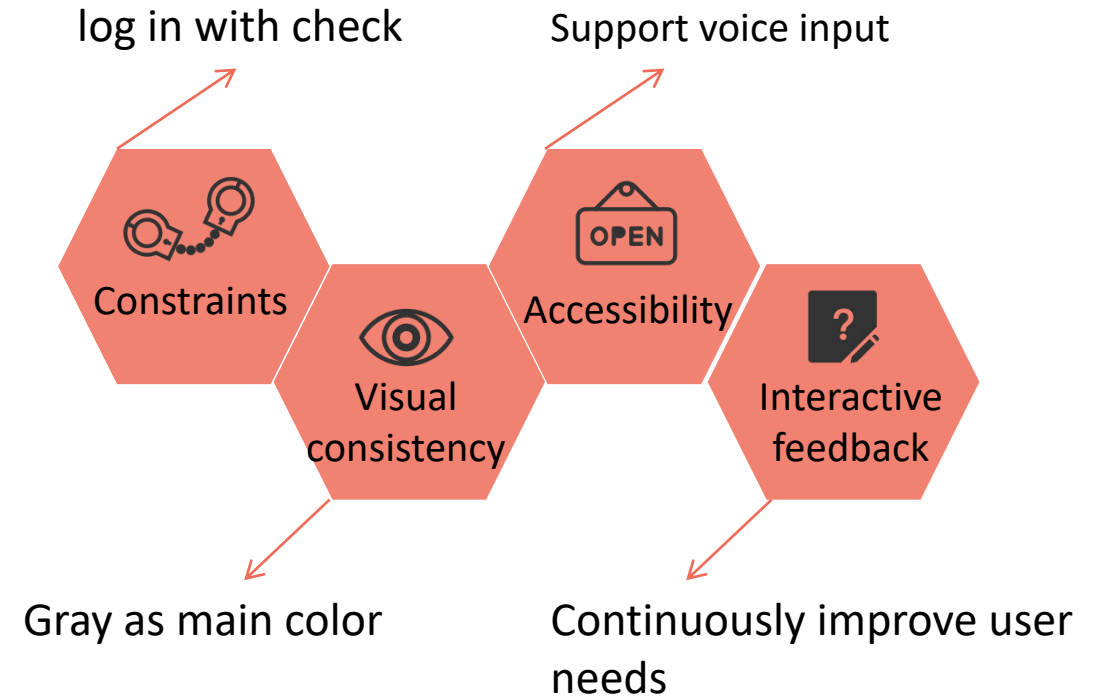 log in with check
Support voice input
Constraints
OPEN
Accessibility
Visual
consistency
?
Interactive
feedback
Gray as main color
Continuously improve user
needs